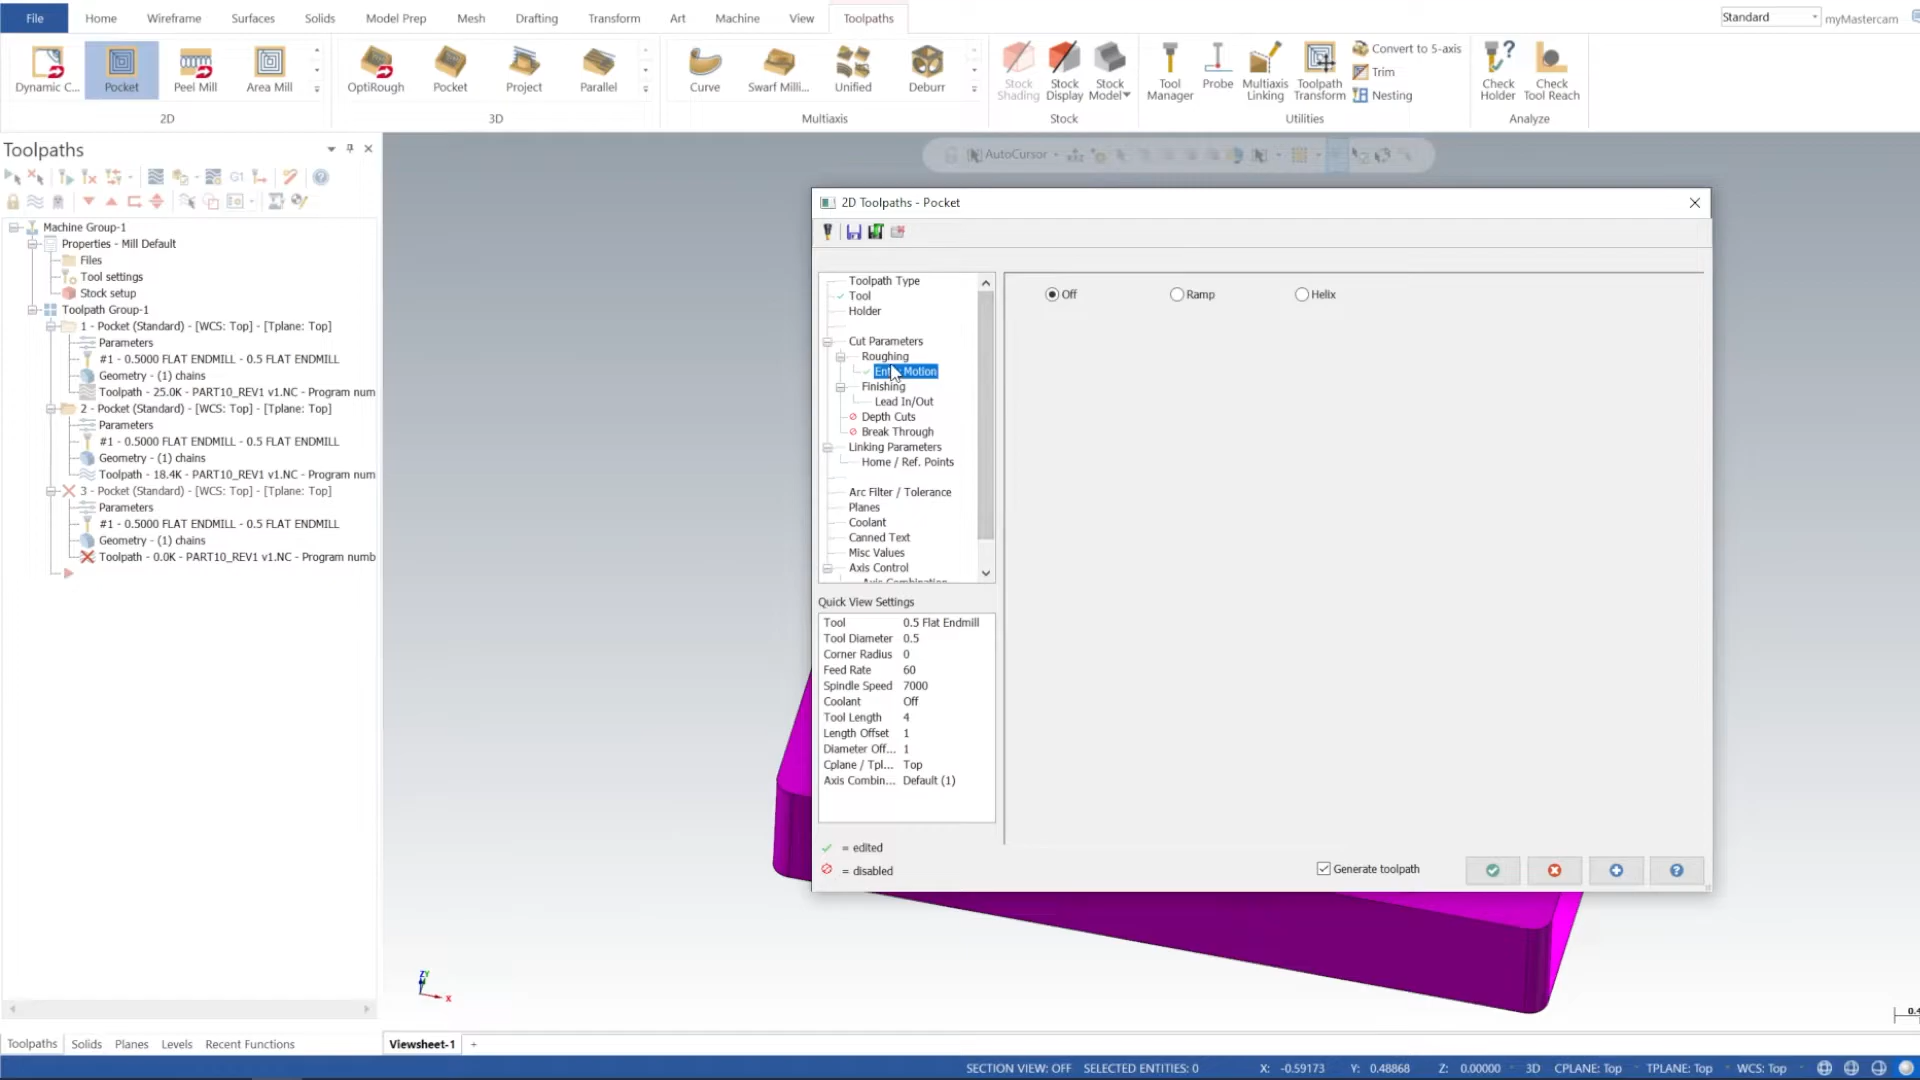 File Home Wireframe Surfaces Solids Model Prep Mesh Drafting Transform Art Machine View Toolpaths
Standard
myMastercam
Dynamic C...
Pocket
Peel Mill
Area Mill
2D
OptiRough
Pocket
Project
Parallel
3D
Curve
Swarf Milli...
Unified
Deburr
Multiaxis
Stock Shading
Stock Display
Stock Model
Stock
Tool Manager
Probe
Multiaxis Linking
Toolpath Transform
Convert to 5-axis
Trim
Nesting
Utilities
Check Holder
Check Tool Reach
Analyze
Toolpaths
G1
Machine Group-1
Properties - Mill Default
Files
Tool settings
Stock setup
Toolpath Group-1
1 - Pocket (Standard) - [WCS: Top] - [Tplane: Top]
Parameters
#1 - 0.5000 FLAT ENDMILL - 0.5 FLAT ENDMILL
Geometry - (1) chains
Toolpath - 25.0K - PART10_REV1 v1.NC - Program num
2 - Pocket (Standard) - [WCS: Top] - [Tplane: Top]
Parameters
#1 - 0.5000 FLAT ENDMILL - 0.5 FLAT ENDMILL
Geometry - (1) chains
Toolpath - 18.4K - PART10_REV1 v1.NC - Program num
3 - Pocket (Standard) - [WCS: Top] - [Tplane: Top]
Parameters
#1 - 0.5000 FLAT ENDMILL - 0.5 FLAT ENDMILL
Geometry - (1) chains
Toolpath - 0.0K - PART10_REV1 v1.NC - Program numb
AutoCursor
2D Toolpaths - Pocket
Toolpath Type
Tool
Holder
Cut Parameters
Roughing
Motion
Finishing
Lead In/Out
Depth Cuts
Break Through
Linking Parameters
Home / Ref. Points
Arc Filter / Tolerance
Planes
Coolant
Canned Text
Misc Values
Axis Control
Axis Combination
Off Ramp Helix
Quick View Settings
Tool 0.5 Flat Endmill
Tool Diameter 0.5
Corner Radius 0
Feed Rate 60
Spindle Speed 7000
Coolant Off
Tool Length 4
Length Offset 1
Diameter Off... 1
Cplane / Tpl... Top
Axis Combin... Default (1)
= edited
= disabled
Generate toolpath
X
0.4
Toolpaths Solids Planes Levels Recent Functions
Viewsheet-1 +
SECTION VIEW: OFF SELECTED ENTITIES: 0 X: -0.59173 Y: 0.48868 Z: 0.00000 3D CPLANE: Top TPLANE: Top WCS: Top